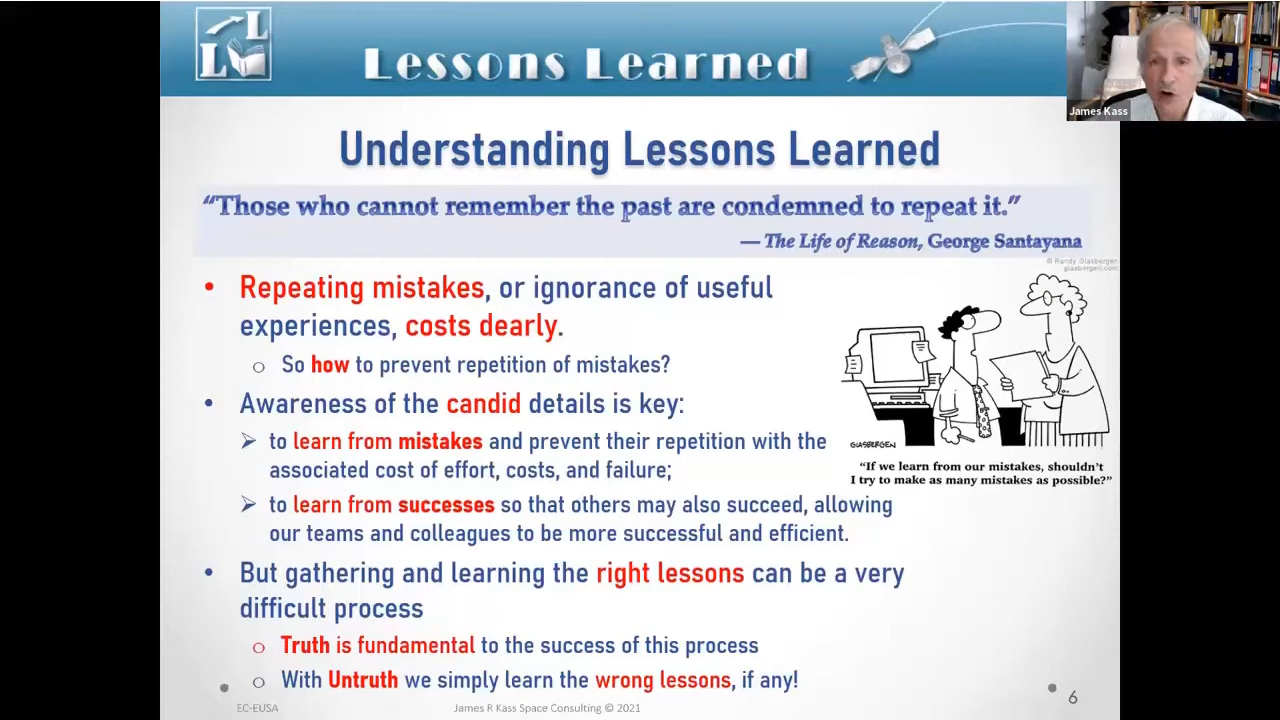 L
L
Lessons Learned
James Kass
Understanding Lessons Learned
“Those who cannot remember the past are condemned to repeat it.”
— The Life of Reason, George Santayana
© Randy Glasbergen
glasbergen.com
• Repeating mistakes, or ignorance of useful
experiences, costs dearly.
o So how to prevent repetition of mistakes?
• Awareness of the candid details is key:
➢ to learn from mistakes and prevent their repetition with the
associated cost of effort, costs, and failure;
➢ to learn from successes so that others may also succeed, allowing
our teams and colleagues to be more successful and efficient.
GLASBERGEN
“If we learn from our mistakes, shouldn’t
I try to make as many mistakes as possible?”
• But gathering and learning the right lessons can be a very
difficult process
o Truth is fundamental to the success of this process
o With Untruth we simply learn the wrong lessons, if any!
EC-EUSA
James R Kass Space Consulting © 2021
6